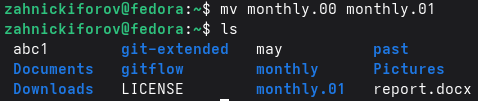 zahnickiforov@fedora:~$ mv monthly.00 monthly.01
zahnickiforov@fedora:~$ ls
abc1 git-extended may past
Documents gitflow monthly Pictures
Downloads LICENSE monthly.01 report.docx